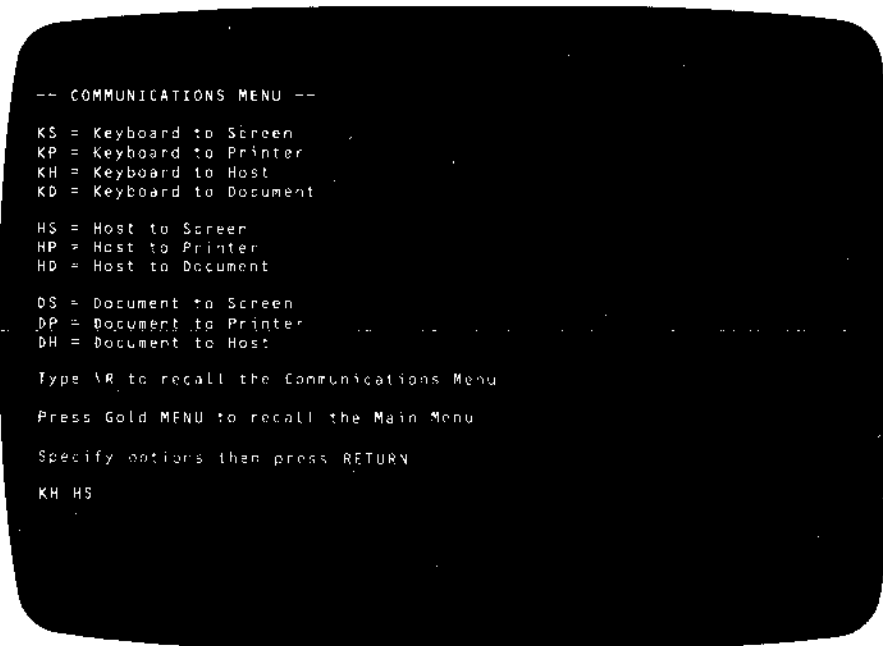 -- COMMUNICATIONS MENU --
KS = Keyboard to Screen
KP = Keyboard to Printer
KH = Keyboard to Host
KD = Keyboard to Document
HS = Host to Screen
HP = Host to Printer
HD = Host to Document
DS = Document to Screen
DP = Document to Printer
DH = Document to Host
Type \R to recall the Communications Menu
Press Gold MENU to recall the Main Menu
Specify options then press RETURN
KH HS